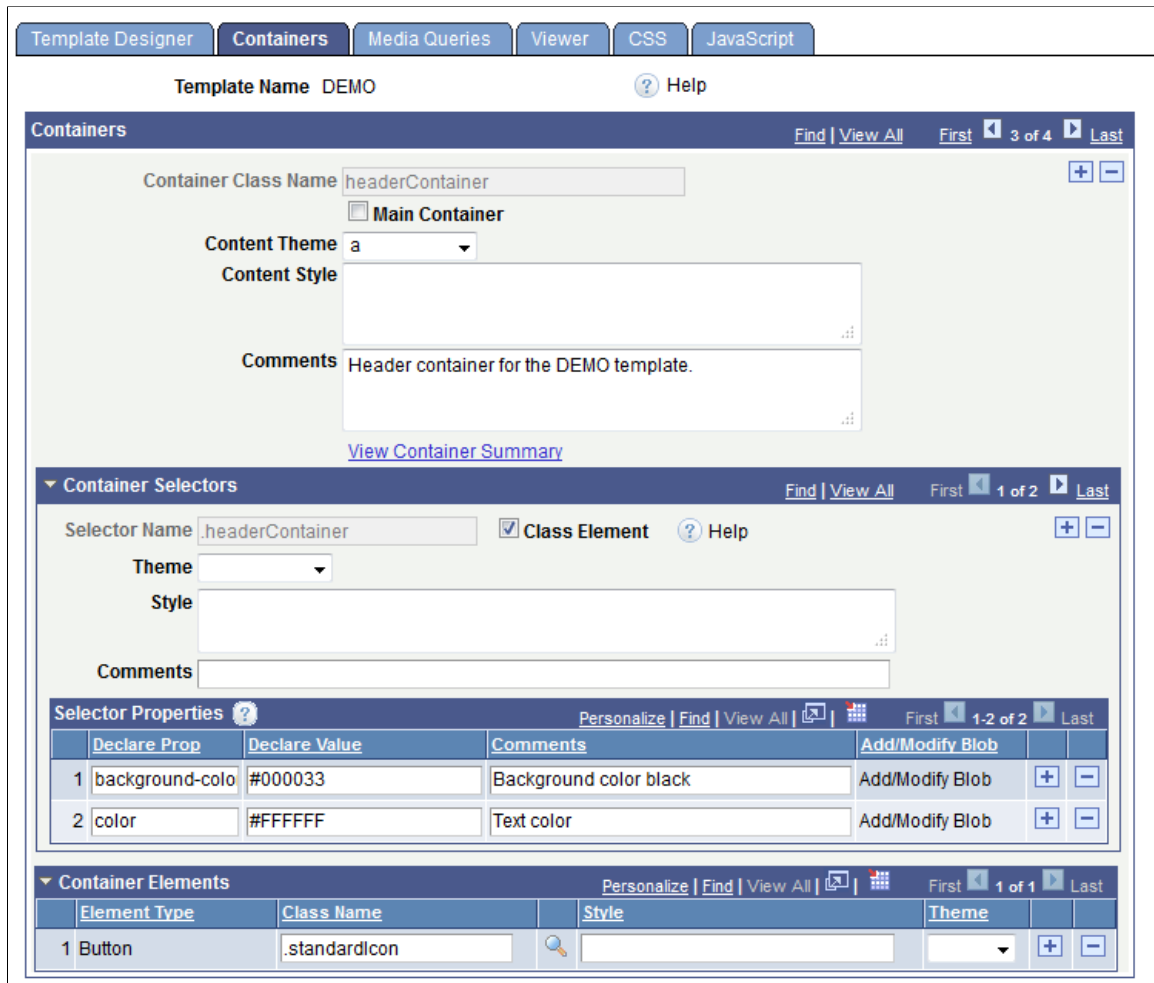 Template Designer Containers Media Queries Viewer CSS JavaScript
Template Name DEMO ? Help
Containers Find | View All First 3 of 4 Last
Container Class Name headerContainer
Main Container
Content Theme a
Content Style
Comments Header container for the DEMO template.
View Container Summary
Container Selectors Find | View All First 1 of 2 Last
Selector Name .headerContainer Class Element ? Help
Theme
Style
Comments
Selector Properties ? Personalize | Find | View All | | First 1-2 of 2 Last
Declare Prop Declare Value Comments Add/Modify Blob
1 background-colo #000033 Background color black Add/Modify Blob
2 color #FFFFFF Text color Add/Modify Blob
Container Elements Personalize | Find | View All | | First 1 of 1 Last
Element Type Class Name Style Theme
1 Button .standardIcon